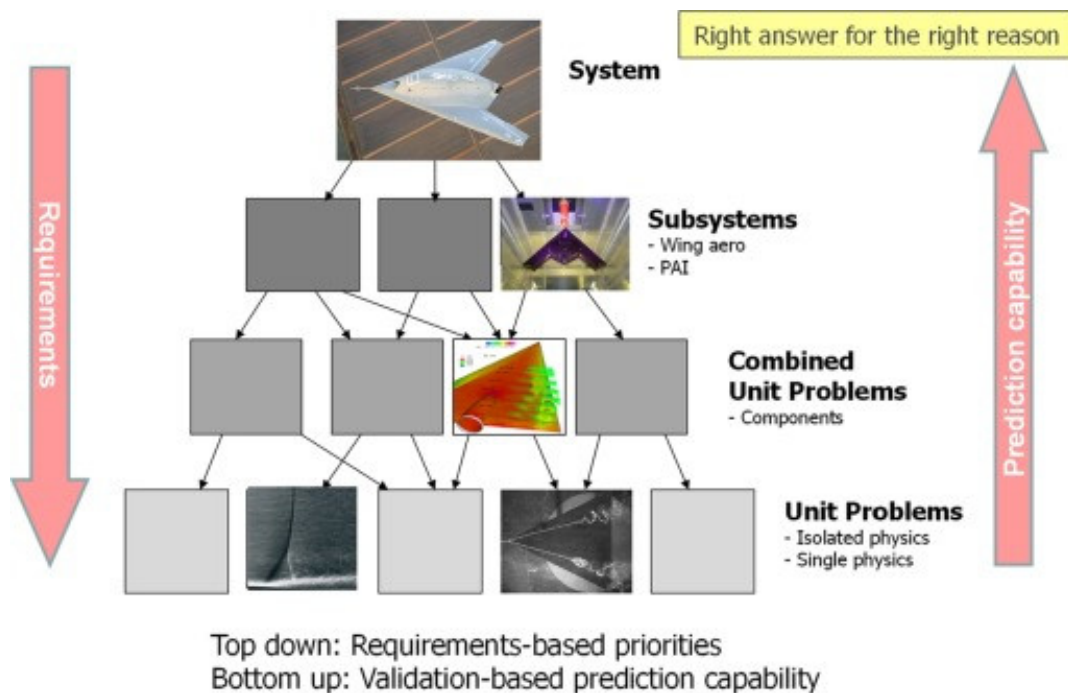 Right answer for the right reason
System
Requirements
Prediction capability
Subsystems
- Wing aero
- PAI
Combined
Unit Problems
- Components
Unit Problems
- Isolated physics
- Single physics
Top down: Requirements-based priorities
Bottom up: Validation-based prediction capability